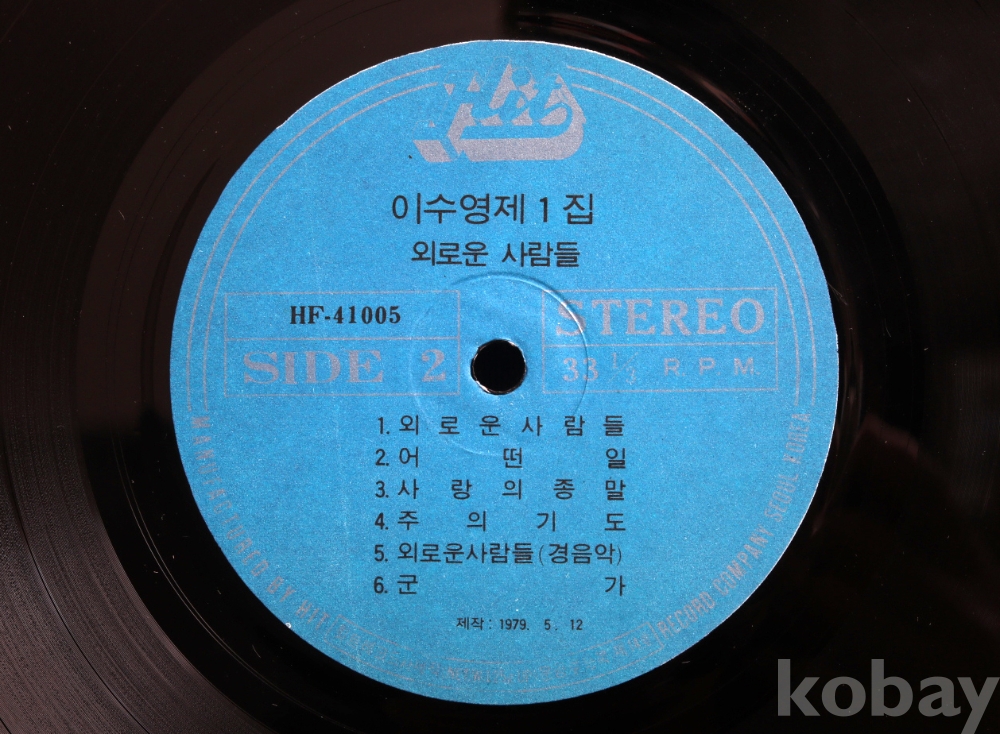 이수영제 1 집
외로운 사람들
HF-41005
SIDE 2
STEREO
33 1/3 R.P.M.
1. 외로운사람들
2. 어떤일
3. 사랑의종말
4. 주의기도
5. 외로운사람들(경음악)
6. 군가
제작 : 1979. 5. 12
MANUFACTURED BY
RECORD COMPANY SEOUL KOREA
kobay